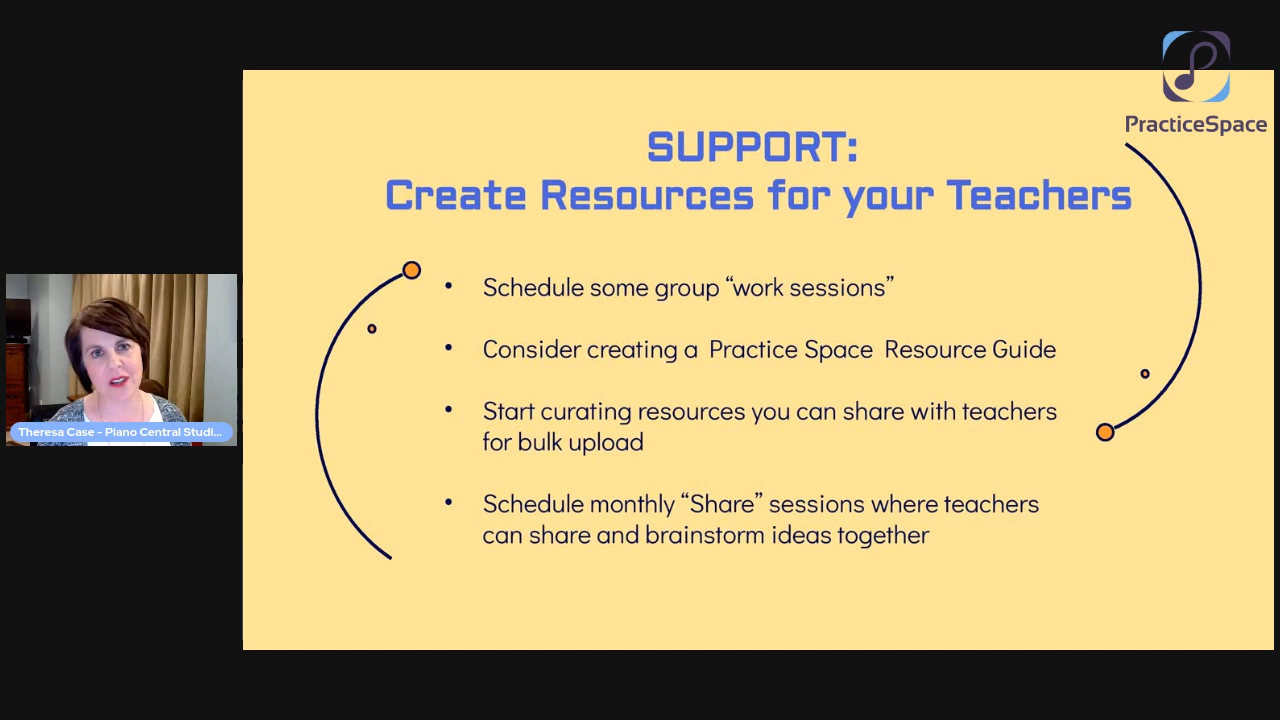 PracticeSpace
SUPPORT:
Create Resources for your Teachers
• Schedule some group “work sessions”
• Consider creating a Practice Space Resource Guide
• Start curating resources you can share with teachers
for bulk upload
• Schedule monthly “Share” sessions where teachers
can share and brainstorm ideas together
Theresa Case - Piano Central Studi...